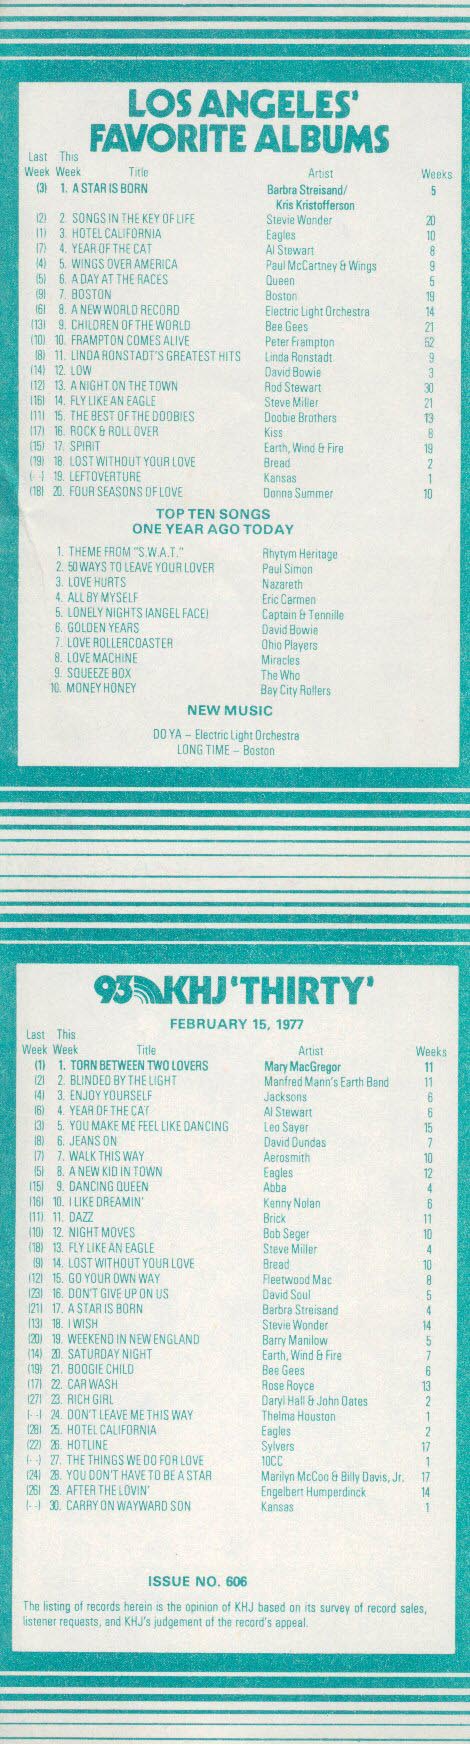 LOS ANGELES'
FAVORITE ALBUMS
Last This
Week Week Title Artist Weeks
(3) 1. A STAR IS BORN Barbra Streisand/ 5
Kris Kristofferson
(2) 2. SONGS IN THE KEY OF LIFE Stevie Wonder 20
(1) 3. HOTEL CALIFORNIA Eagles 10
(7) 4. YEAR OF THE CAT Al Stewart 8
(4) 5. WINGS OVER AMERICA Paul McCartney & Wings 9
(5) 6. A DAY AT THE RACES Queen 5
(9) 7. BOSTON Boston 19
(6) 8. A NEW WORLD RECORD Electric Light Orchestra 14
(13) 9. CHILDREN OF THE WORLD Bee Gees 21
(10) 10. FRAMPTON COMES ALIVE Peter Frampton 52
(8) 11. LINDA RONSTADT'S GREATEST HITS Linda Ronstadt 9
(14) 12. LOW David Bowie 3
(12) 13. A NIGHT ON THE TOWN Rod Stewart 30
(16) 14. FLY LIKE AN EAGLE Steve Miller 21
(11) 15. THE BEST OF THE DOOBIES Doobie Brothers 13
(17) 16. ROCK & ROLL OVER Kiss 8
(15) 17. SPIRIT Earth, Wind & Fire 19
(19) 18. LOST WITHOUT YOUR LOVE Bread 2
(- -) 19. LEFTOVERTURE Kansas 1
(18) 20. FOUR SEASONS OF LOVE Donna Summer 10
TOP TEN SONGS
ONE YEAR AGO TODAY
1. THEME FROM "S.W.A.T." Rhytym Heritage
2. 50 WAYS TO LEAVE YOUR LOVER Paul Simon
3. LOVE HURTS Nazareth
4. ALL BY MYSELF Eric Carmen
5. LONELY NIGHTS (ANGEL FACE) Captain & Tennille
6. GOLDEN YEARS David Bowie
7. LOVE ROLLERCOASTER Ohio Players
8. LOVE MACHINE Miracles
9. SQUEEZE BOX The Who
10. MONEY HONEY Bay City Rollers
NEW MUSIC
DO YA – Electric Light Orchestra
LONG TIME – Boston
93 KHJ 'THIRTY'
FEBRUARY 15, 1977
Last This
Week Week Title Artist Weeks
(1) 1. TORN BETWEEN TWO LOVERS Mary MacGregor 11
(2) 2. BLINDED BY THE LIGHT Manfred Mann's Earth Band 11
(4) 3. ENJOY YOURSELF Jacksons 6
(6) 4. YEAR OF THE CAT Al Stewart 6
(3) 5. YOU MAKE ME FEEL LIKE DANCING Leo Sayer 15
(8) 6. JEANS ON David Dundas 7
(7) 7. WALK THIS WAY Aerosmith 10
(5) 8. A NEW KID IN TOWN Eagles 12
(15) 9. DANCING QUEEN Abba 4
(16) 10. I LIKE DREAMIN' Kenny Nolan 6
(11) 11. DAZZ Brick 11
(10) 12. NIGHT MOVES Bob Seger 10
(18) 13. FLY LIKE AN EAGLE Steve Miller 4
(9) 14. LOST WITHOUT YOUR LOVE Bread 10
(12) 15. GO YOUR OWN WAY Fleetwood Mac 8
(23) 16. DON'T GIVE UP ON US David Soul 5
(21) 17. A STAR IS BORN Barbra Streisand 4
(13) 18. I WISH Stevie Wonder 14
(20) 19. WEEKEND IN NEW ENGLAND Barry Manilow 5
(14) 20. SATURDAY NIGHT Earth, Wind & Fire 7
(19) 21. BOOGIE CHILD Bee Gees 6
(17) 22. CAR WASH Rose Royce 13
(27) 23. RICH GIRL Daryl Hall & John Oates 2
(- -) 24. DON'T LEAVE ME THIS WAY Thelma Houston 1
(28) 25. HOTEL CALIFORNIA Eagles 2
(22) 26. HOTLINE Sylvers 17
(- -) 27. THE THINGS WE DO FOR LOVE 10CC 1
(24) 28. YOU DON'T HAVE TO BE A STAR Marilyn McCoo & Billy Davis, Jr. 17
(26) 29. AFTER THE LOVIN' Engelbert Humperdinck 14
(- -) 30. CARRY ON WAYWARD SON Kansas 1
ISSUE NO. 606
The listing of records herein is the opinion of KHJ based on its survey of record sales,
listener requests, and KHJ's judgement of the record's appeal.